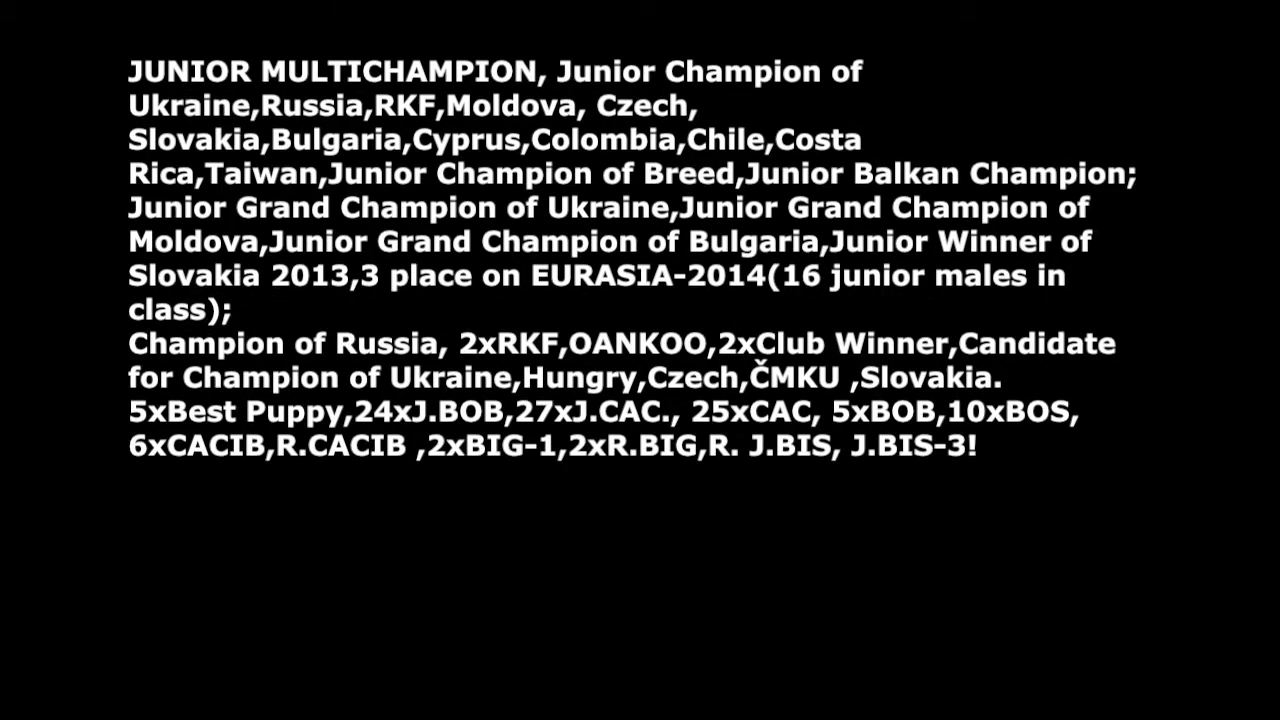 JUNIOR MULTICHAMPION, Junior Champion of
Ukraine,Russia,RKF,Moldova, Czech,
Slovakia,Bulgaria,Cyprus,Colombia,Chile,Costa
Rica,Taiwan,Junior Champion of Breed,Junior Balkan Champion;
Junior Grand Champion of Ukraine,Junior Grand Champion of
Moldova,Junior Grand Champion of Bulgaria,Junior Winner of
Slovakia 2013,3 place on EURASIA-2014(16 junior males in
class);
Champion of Russia, 2xRKF,OANKOO,2xClub Winner,Candidate
for Champion of Ukraine,Hungry,Czech,ČMKU ,Slovakia.
5xBest Puppy,24xJ.BOB,27xJ.CAC., 25xCAC, 5xBOB,10xBOS,
6xCACIB,R.CACIB ,2xBIG-1,2xR.BIG,R. J.BIS, J.BIS-3!